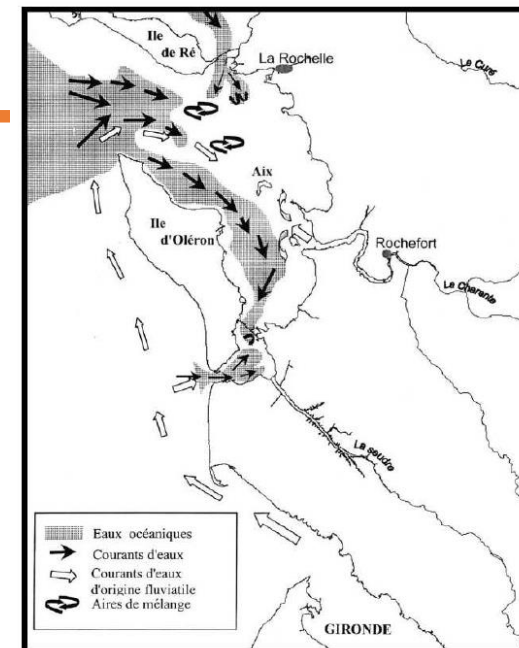 Ile
de Ré
La Rochelle
La Curé
Aix
Ile
d'Oléron
Rochefort
La Charente
La seudre
Eaux océaniques
Courants d'eaux
Courants d'eaux
d'origine fluviatile
Aires de mélange
GIRONDE